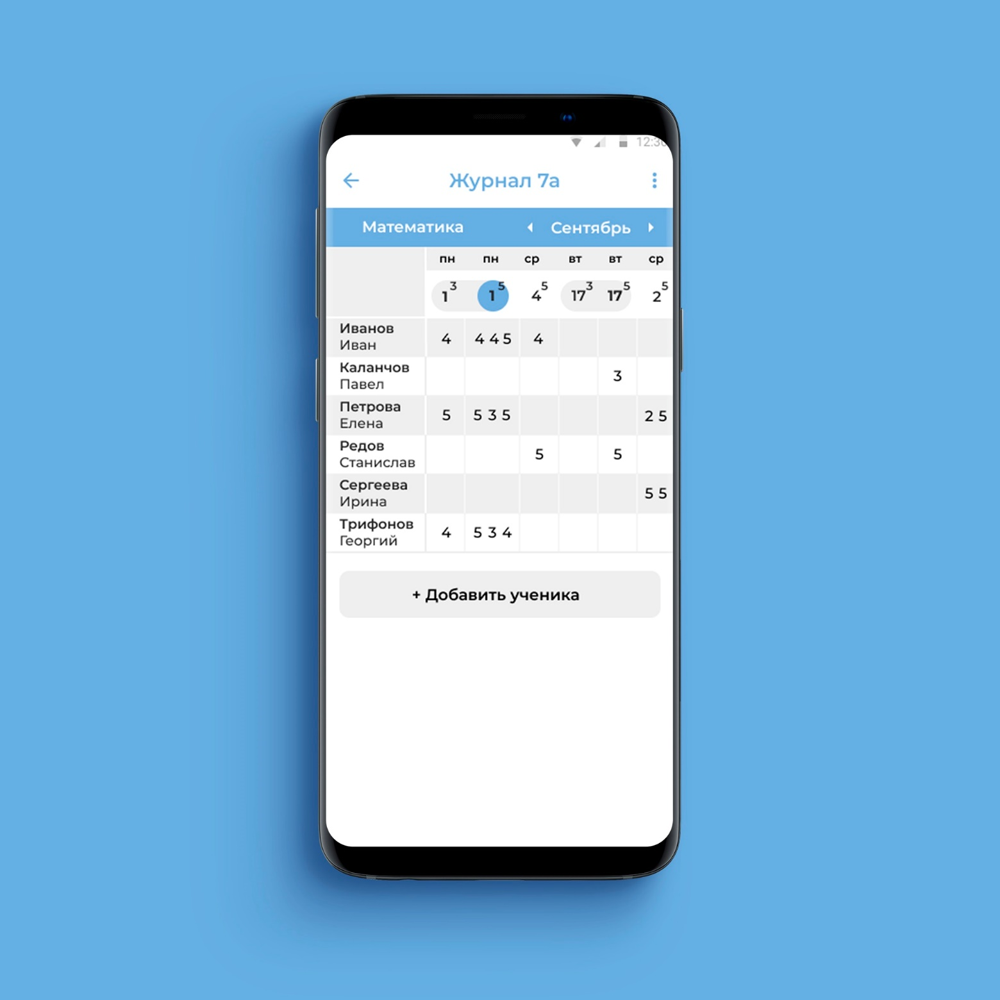 12:30
Журнал 7а
Математика Сентябрь
пн пн ср вт вт ср
1³ 1⁵ 4⁵ 17³ 17⁵ 2⁵
Иванов
Иван
4 4 4 5 4
Каланчов
Павел
3
Петрова
Елена
5 5 3 5 2 5
Редов
Станислав
5 5
Сергеева
Ирина
5 5
Трифонов
Георгий
4 5 3 4
+ Добавить ученика